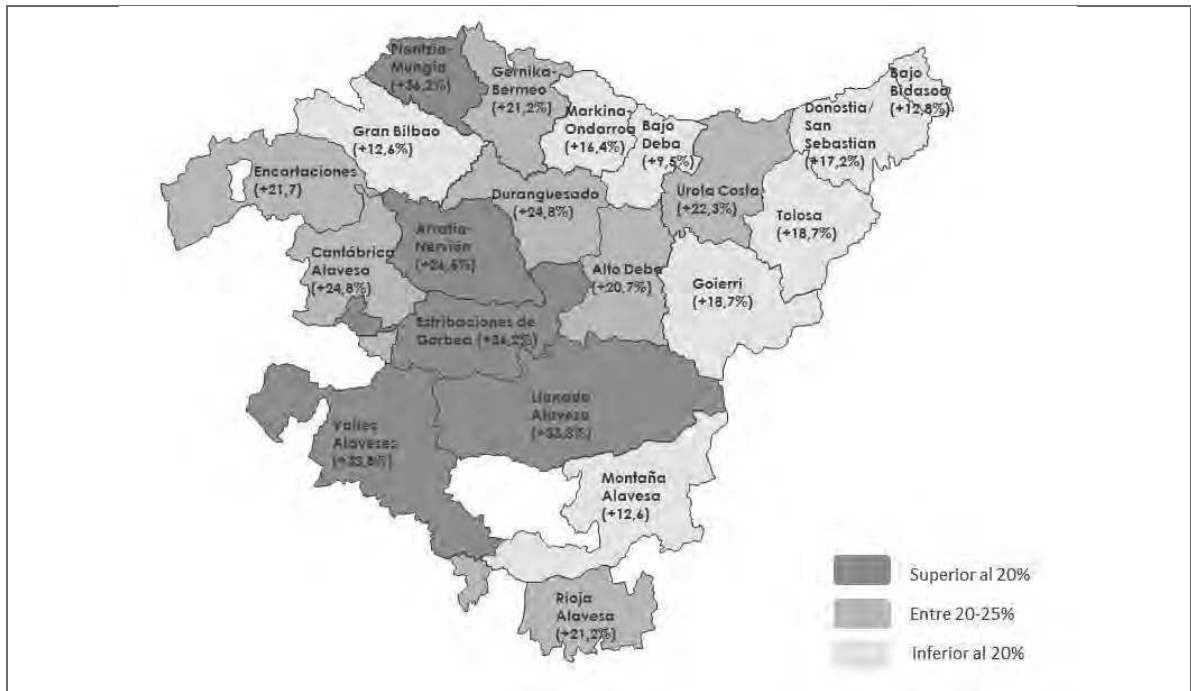 Plantzia-
Mungia
(+36,2%)
Gernika-
Bermeo
(+21,2%)
Markina-
Ondarroa
(+16,4%)
Bajo
Deba
(+9,5%)
Donostia/
San
Sebastian
(+17,2%)
Bajo
Bidasoa
(+12,8%)
Gran Bilbao
(+12,6%)
Encartaciones
(+21,7)
Duranguesado
(+24,8%)
Urola Costa
(+22,3%)
Tolosa
(+18,7%)
Arratia-
Nervión
(+26,5%)
Cantábrica
Alavesa
(+24,8%)
Alto Deba
(+20,7%)
Goierri
(+18,7%)
Estribaciones de
Gorbea (+36,2%)
Llanada
Alavesa
(+33,8%)
Valles
Alaveses
(+33,8%)
Montaña
Alavesa
(+12,6)
Rioja
Alavesa
(+21,2%)
Superior al 20%
Entre 20-25%
Inferior al 20%